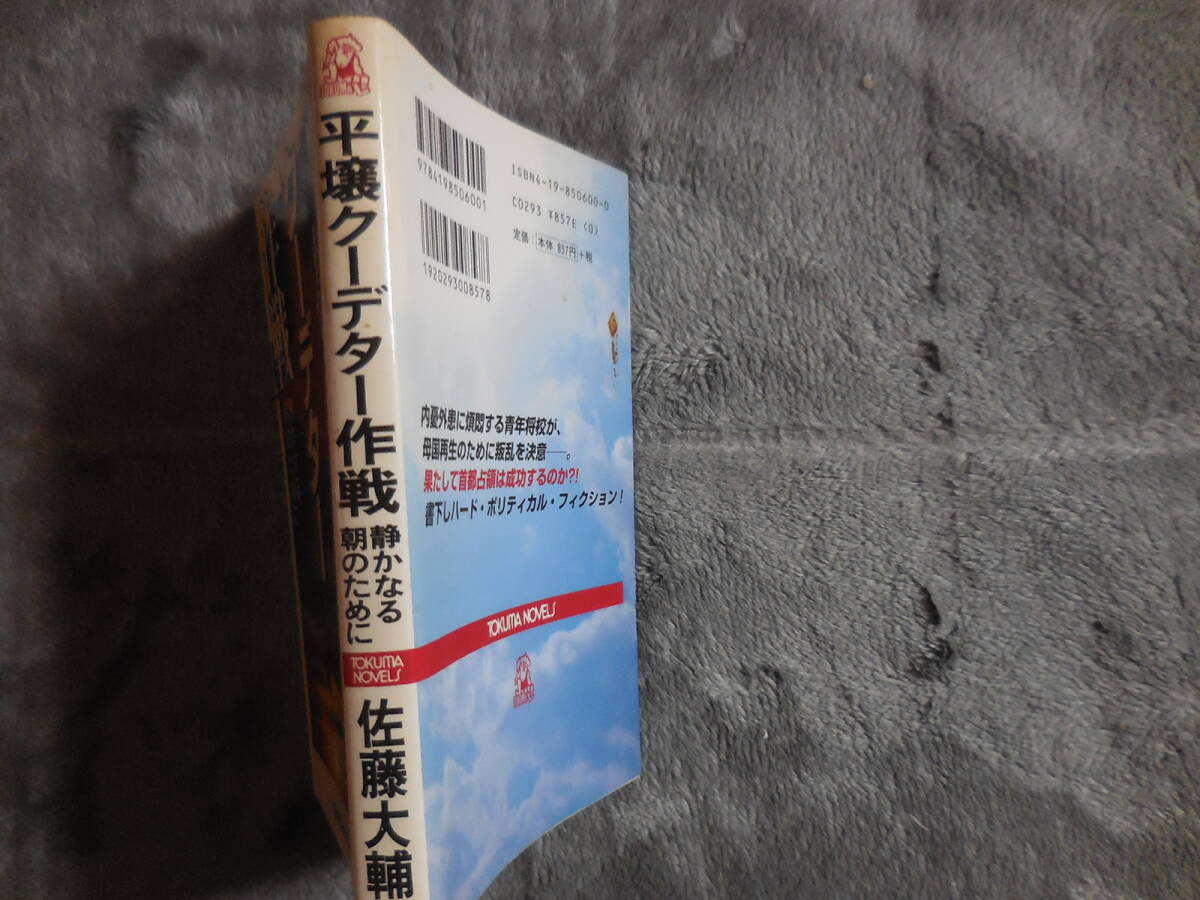 TOKUMA
平壌クーデター作戦
静かなる
朝のために
TOKUMA
NOVELS
佐藤大輔
9784198506001
1920293008578
ISBN4-19-850600-0
C0293 ¥857E (0)
定価:本体 857円+税
内憂外患に煩悶する青年将校が、
母国再生のために叛乱を決意――。
果たして首都占領は成功するのか?!
書下しハード・ポリティカル・フィクション!
TOKUMA NOVELS